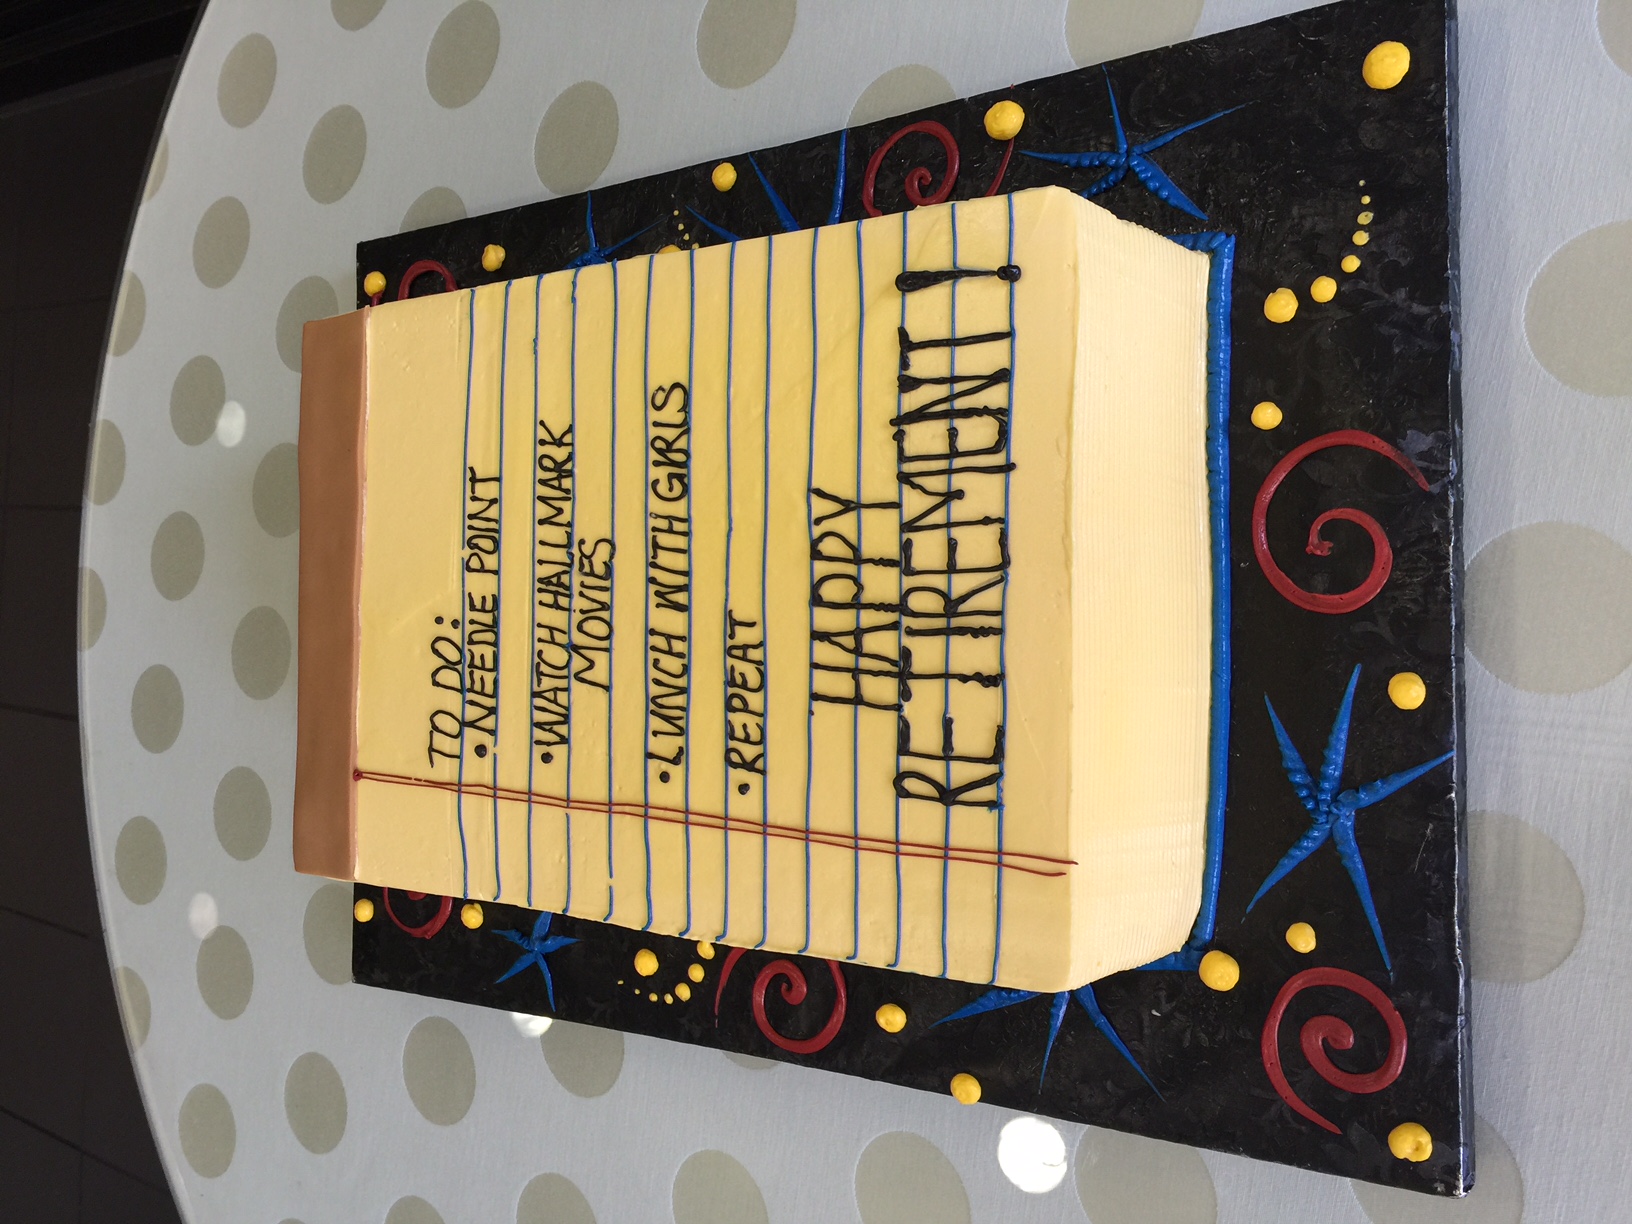 TO DO:
• NEEDLE POINT
• WATCH HALLMARK
MOVIES
• LUNCH WITH GIRLS
• REPEAT
HAPPY
RETIREMENT!